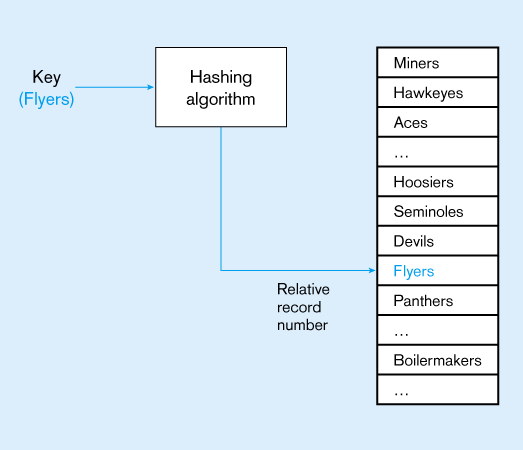 Key
(Flyers)
Hashing
algorithm
Relative
record
number
Miners
Hawkeyes
Aces
…
Hoosiers
Seminoles
Devils
Flyers
Panthers
…
Boilermakers
…